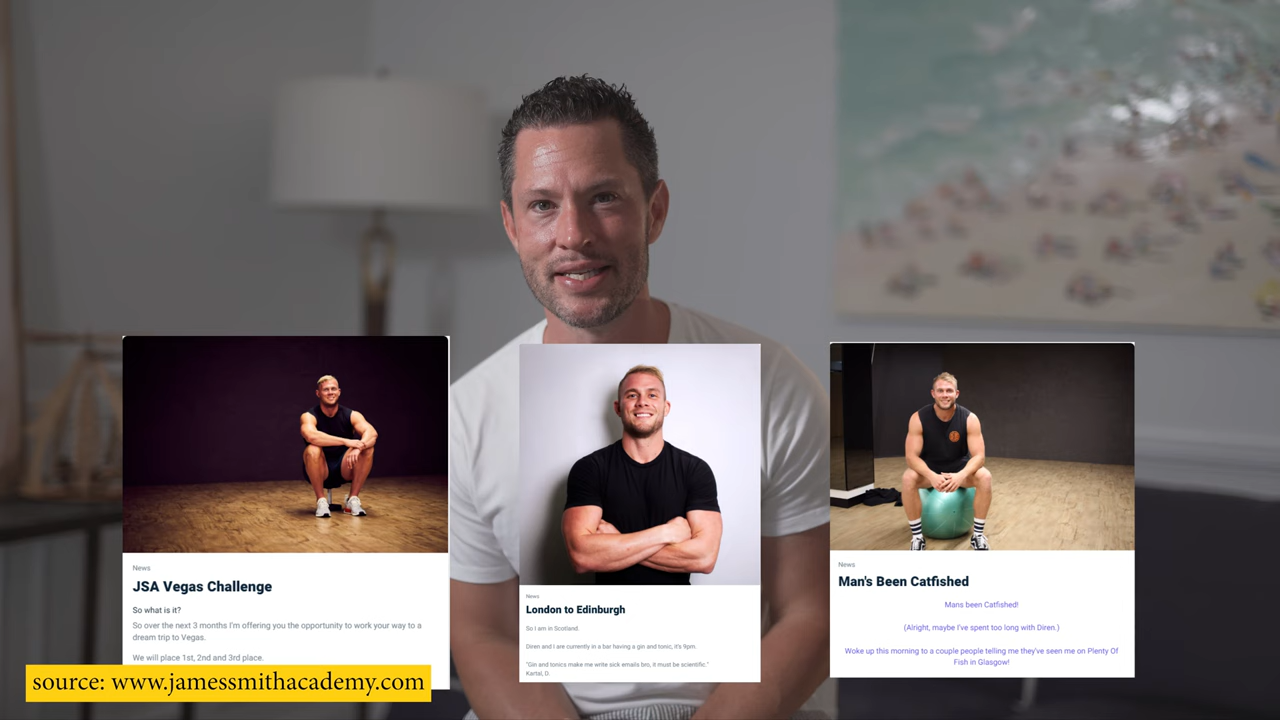 News
JSA Vegas Challenge
So what is it?
So over the next 3 months I'm offering you the opportunity to work your way to a
dream trip to Vegas.
We will place 1st, 2nd and 3rd place.
News
London to Edinburgh
So I am in Scotland.
Diren and I are currently in a bar having a gin and tonic, it's 9pm.
"Gin and tonics make me write sick emails bro, it must be scientific."
Kartal, D.
News
Man's Been Catfished
Mans been Catfished!
(Alright, maybe I've spent too long with Diren.)
Woke up this morning to a couple people telling me they've seen me on Plenty Of
Fish in Glasgow!
source: www.jamessmithacademy.com